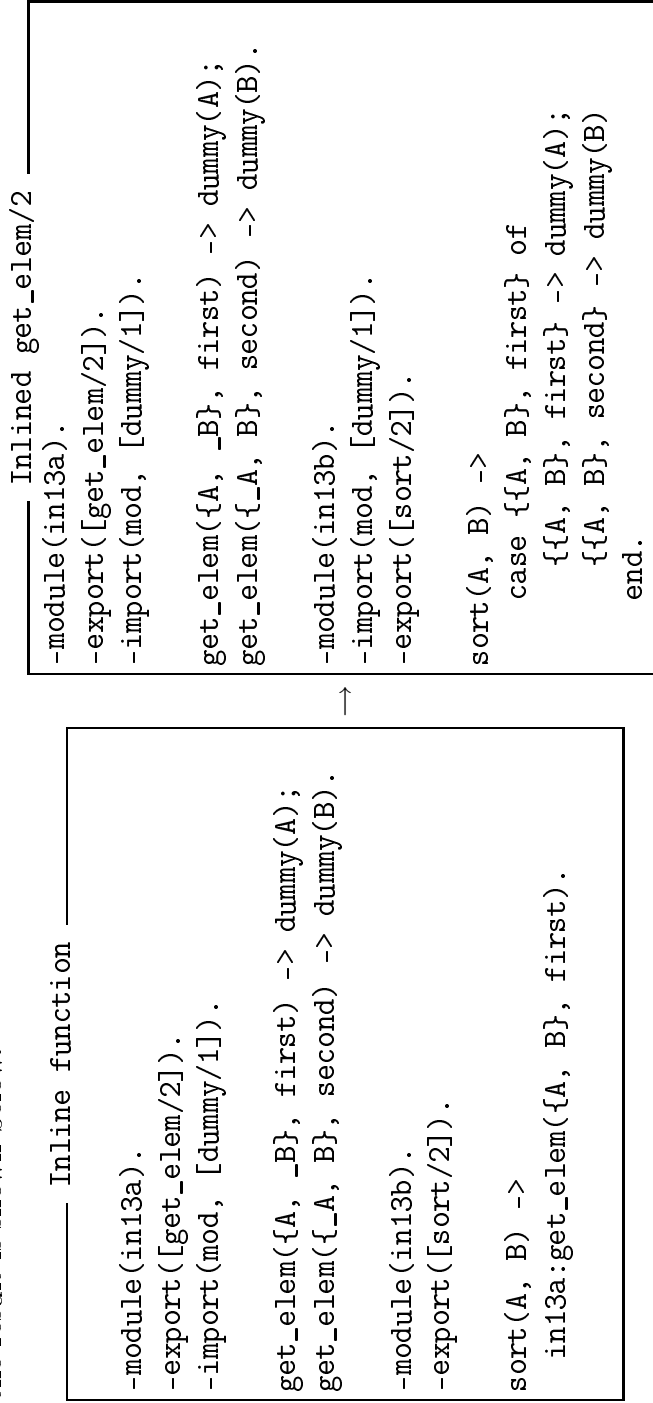 Inline function
-module(in13a).
-export([get_elem/2]).
-import(mod, [dummy/1]).
get_elem({A, _B}, first) -> dummy(A);
get_elem({_A, B}, second) -> dummy(B).
-module(in13b).
-export([sort/2]).
sort(A, B) ->
in13a:get_elem({A, B}, first).
→
Inlined get_elem/2
-module(in13a).
-export([get_elem/2]).
-import(mod, [dummy/1]).
get_elem({A, _B}, first) -> dummy(A);
get_elem({_A, B}, second) -> dummy(B).
-module(in13b).
-import(mod, [dummy/1]).
-export([sort/2]).
sort(A, B) ->
case {{A, B}, first} of
{{A, B}, first} -> dummy(A);
{{A, B}, second} -> dummy(B)
end.